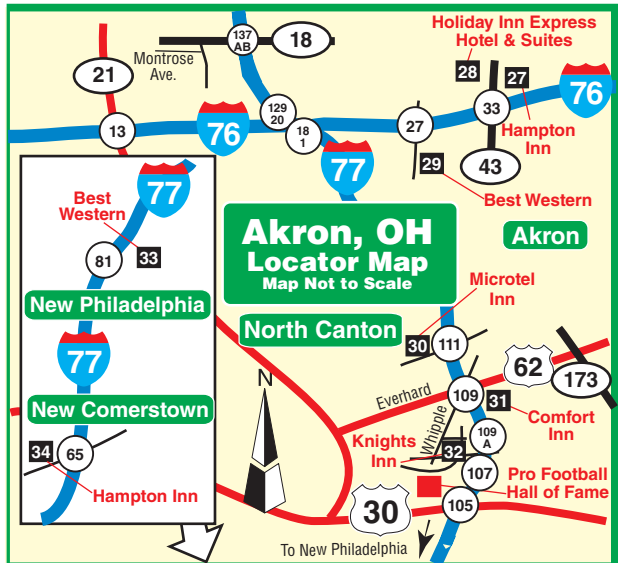 137
AB
18
Montrose
Ave.
21
Holiday Inn Express
Hotel & Suites
28
27
76
33
Hampton
Inn
43
129
20
18
1
27
13
76
77
29
Best Western
Akron
Akron, OH
Locator Map
Map Not to Scale
77
Best
Western
33
81
New Philadelphia
77
New Comerstown
34
65
Hampton Inn
North Canton
Microtel
Inn
30
111
62
173
Everhard
109
31
Comfort
Inn
Whipple
109
A
Knights
Inn
32
107
Pro Football
Hall of Fame
105
30
N
To New Philadelphia